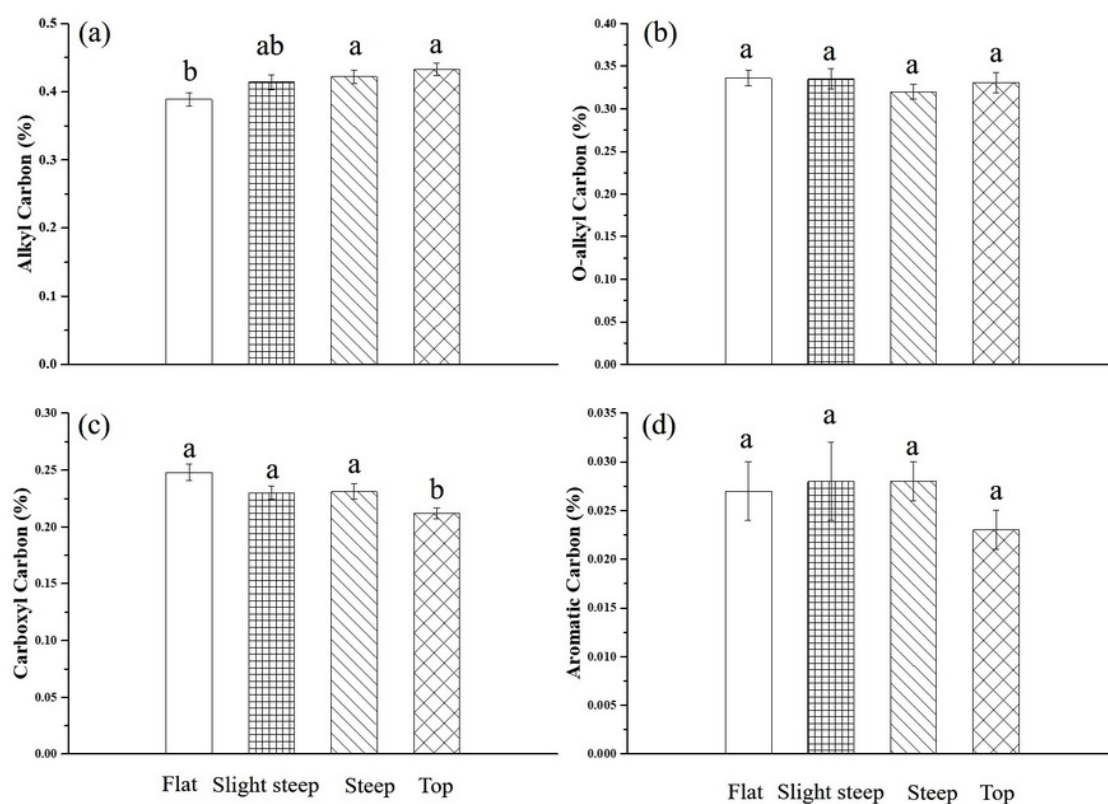 (a)
Alkyl Carbon (%)
0.5
0.4
0.3
0.2
0.1
0.0
b
ab
a
a
(b)
O-alkyl Carbon (%)
0.40
0.35
0.30
0.25
0.20
0.15
0.10
0.05
0.00
a
a
a
a
(c)
Carboxyl Carbon (%)
0.30
0.25
0.20
0.15
0.10
0.05
0.00
a
a
a
b
Flat Slight steep Steep Top
(d)
Aromatic Carbon (%)
0.035
0.030
0.025
0.020
0.015
0.010
0.005
0.000
a
a
a
a
Flat Slight steep Steep Top